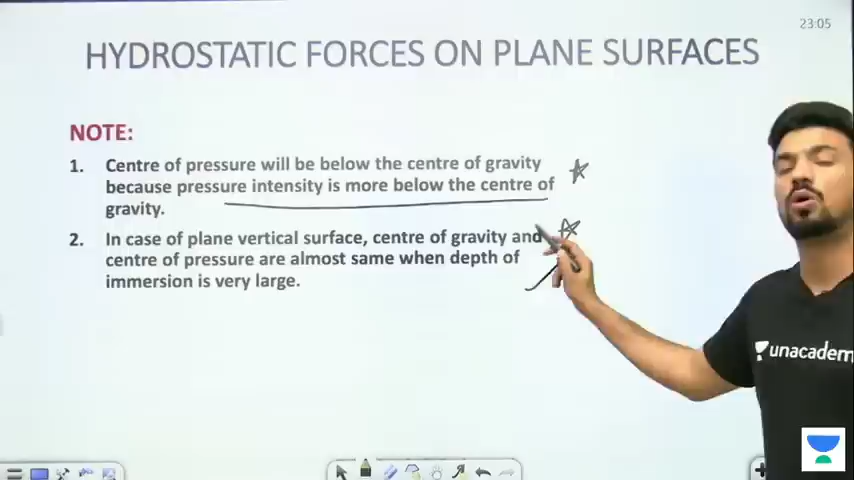 23:05
HYDROSTATIC FORCES ON PLANE SURFACES
NOTE:
1. Centre of pressure will be below the centre of gravity
because pressure intensity is more below the centre of
gravity.
2. In case of plane vertical surface, centre of gravity and
centre of pressure are almost same when depth of
immersion is very large.
unacadem